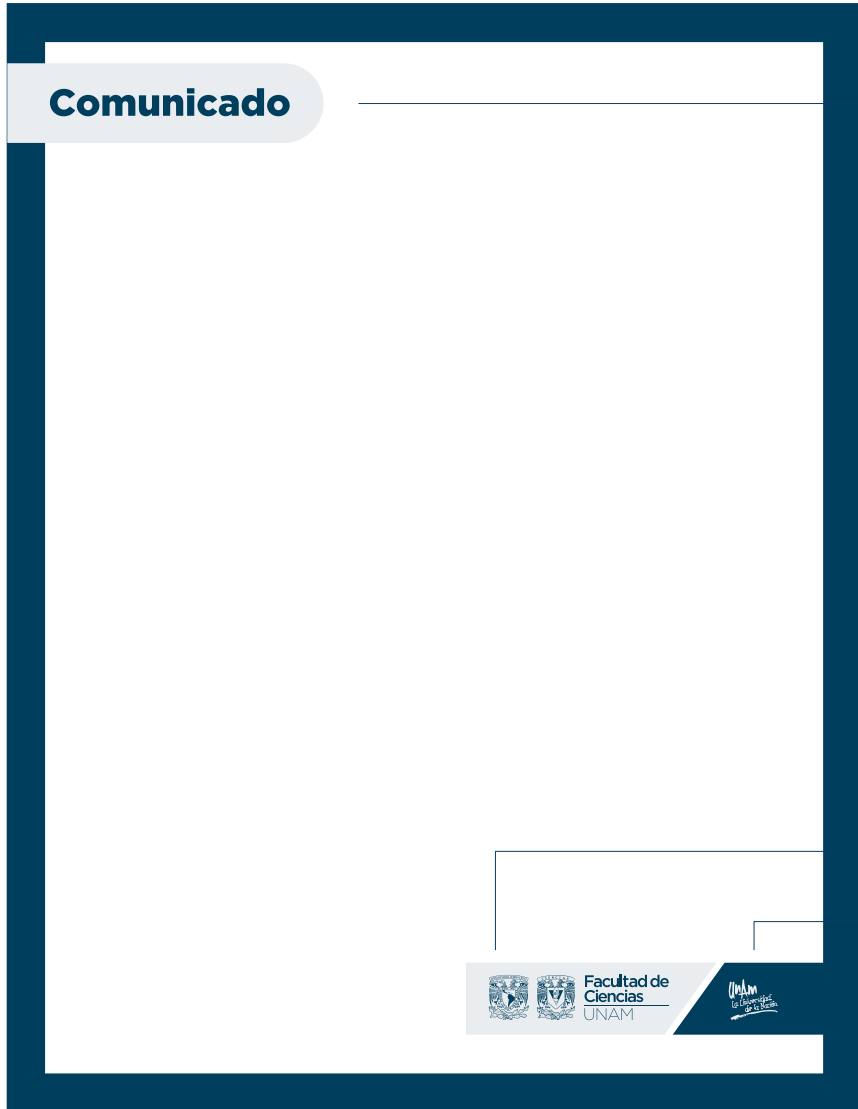 Comunicado
Facultad de
Ciencias
UNAM
UNAM
La Universidad
de la Nación